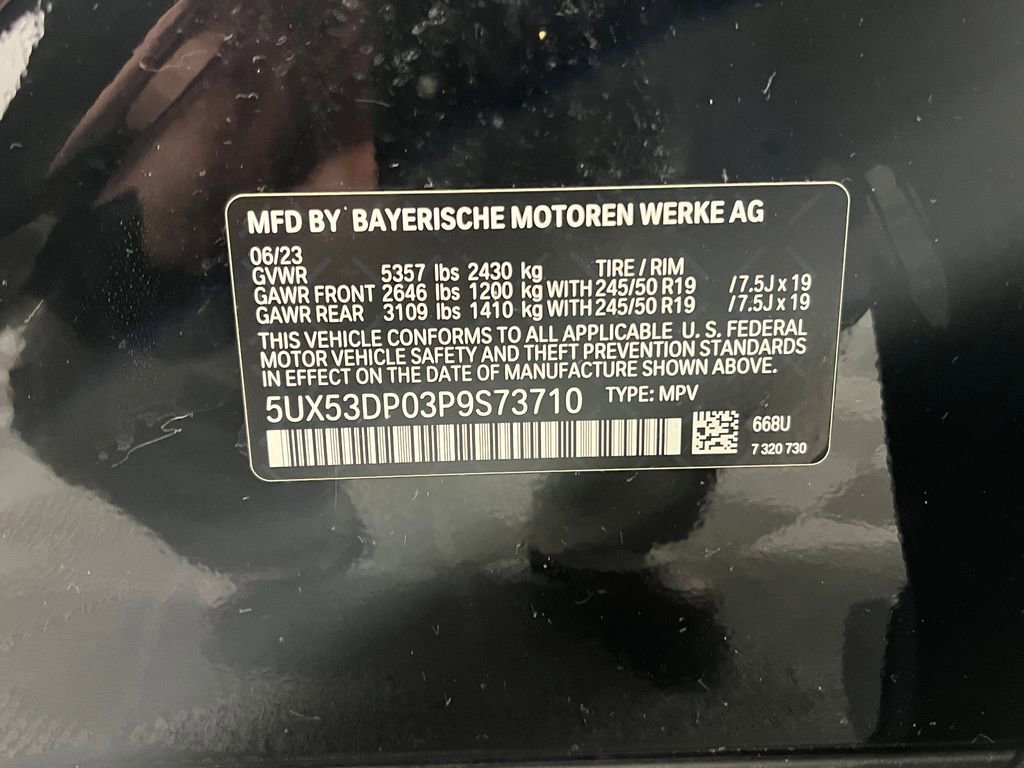 MFD BY BAYERISCHE MOTOREN WERKE AG
06/23
GVWR 5357 lbs 2430 kg TIRE / RIM
GAWR FRONT 2646 lbs 1200 kg WITH 245/50 R19 / 7.5J x 19
GAWR REAR 3109 lbs 1410 kg WITH 245/50 R19 / 7.5J x 19
THIS VEHICLE CONFORMS TO ALL APPLICABLE U. S. FEDERAL
MOTOR VEHICLE SAFETY AND THEFT PREVENTION STANDARDS
IN EFFECT ON THE DATE OF MANUFACTURE SHOWN ABOVE.
5UX53DP03P9S73710 TYPE: MPV
668U
7 320 730